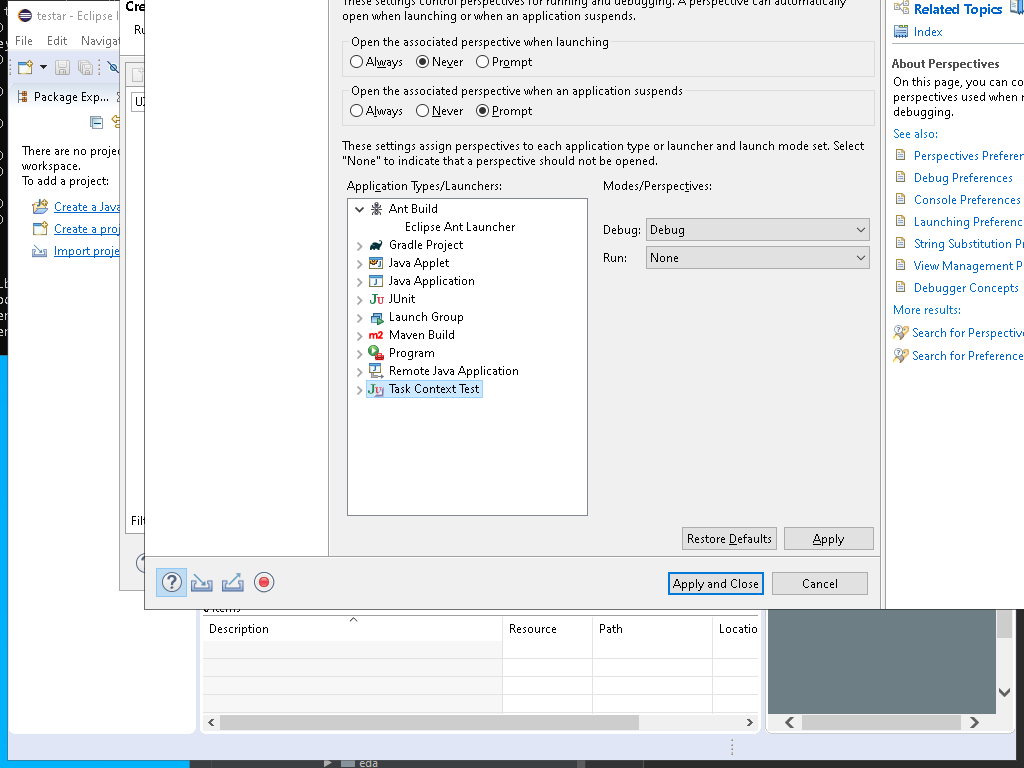 testar - Eclipse I
File Edit Naviga
Package Exp...
There are no proje
workspace.
To add a project:
Create a Java
Create a proj
Import proje
Cre
Ru
Filt
These settings control perspectives for running and debugging. A perspective can automatically
open when launching or when an application suspends.
Open the associated perspective when launching
Always Never Prompt
Open the associated perspective when an application suspends
Always Never Prompt
These settings assign perspectives to each application type or launcher and launch mode set. Select
"None" to indicate that a perspective should not be opened.
Application Types/Launchers:
Ant Build
Eclipse Ant Launcher
Gradle Project
Java Applet
Java Application
JUnit
Launch Group
Maven Build
Program
Remote Java Application
Task Context Test
Modes/Perspectives:
Debug: Debug
Run: None
Restore Defaults Apply
Apply and Close Cancel
Related Topics
Index
About Perspectives
On this page, you can co
perspectives used when r
debugging.
See also:
Perspectives Preferen
Debug Preferences
Console Preferences
Launching Preferenc
String Substitution Pr
View Management P
Debugger Concepts
More results:
Search for Perspective
Search for Preference
items
Description Resource Path Locatio
eda